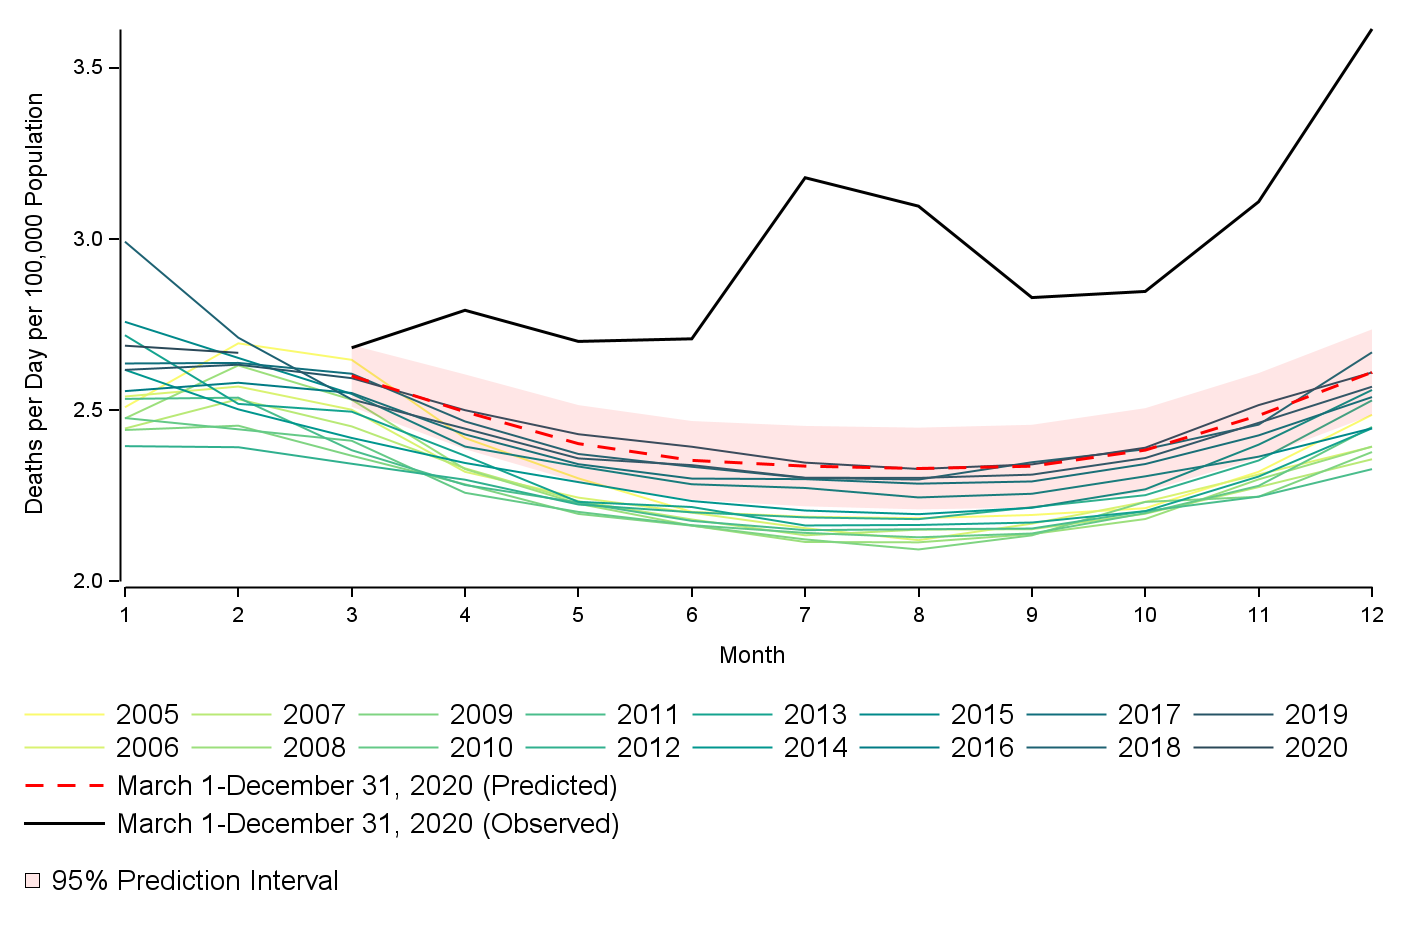 Deaths per Day per 100,000 Population
3.5
3.0
2.5
2.0
1 2 3 4 5 6 7 8 9 10 11 12
Month
2005 2007 2009 2011 2013 2015 2017 2019
2006 2008 2010 2012 2014 2016 2018 2020
March 1-December 31, 2020 (Predicted)
March 1-December 31, 2020 (Observed)
95% Prediction Interval